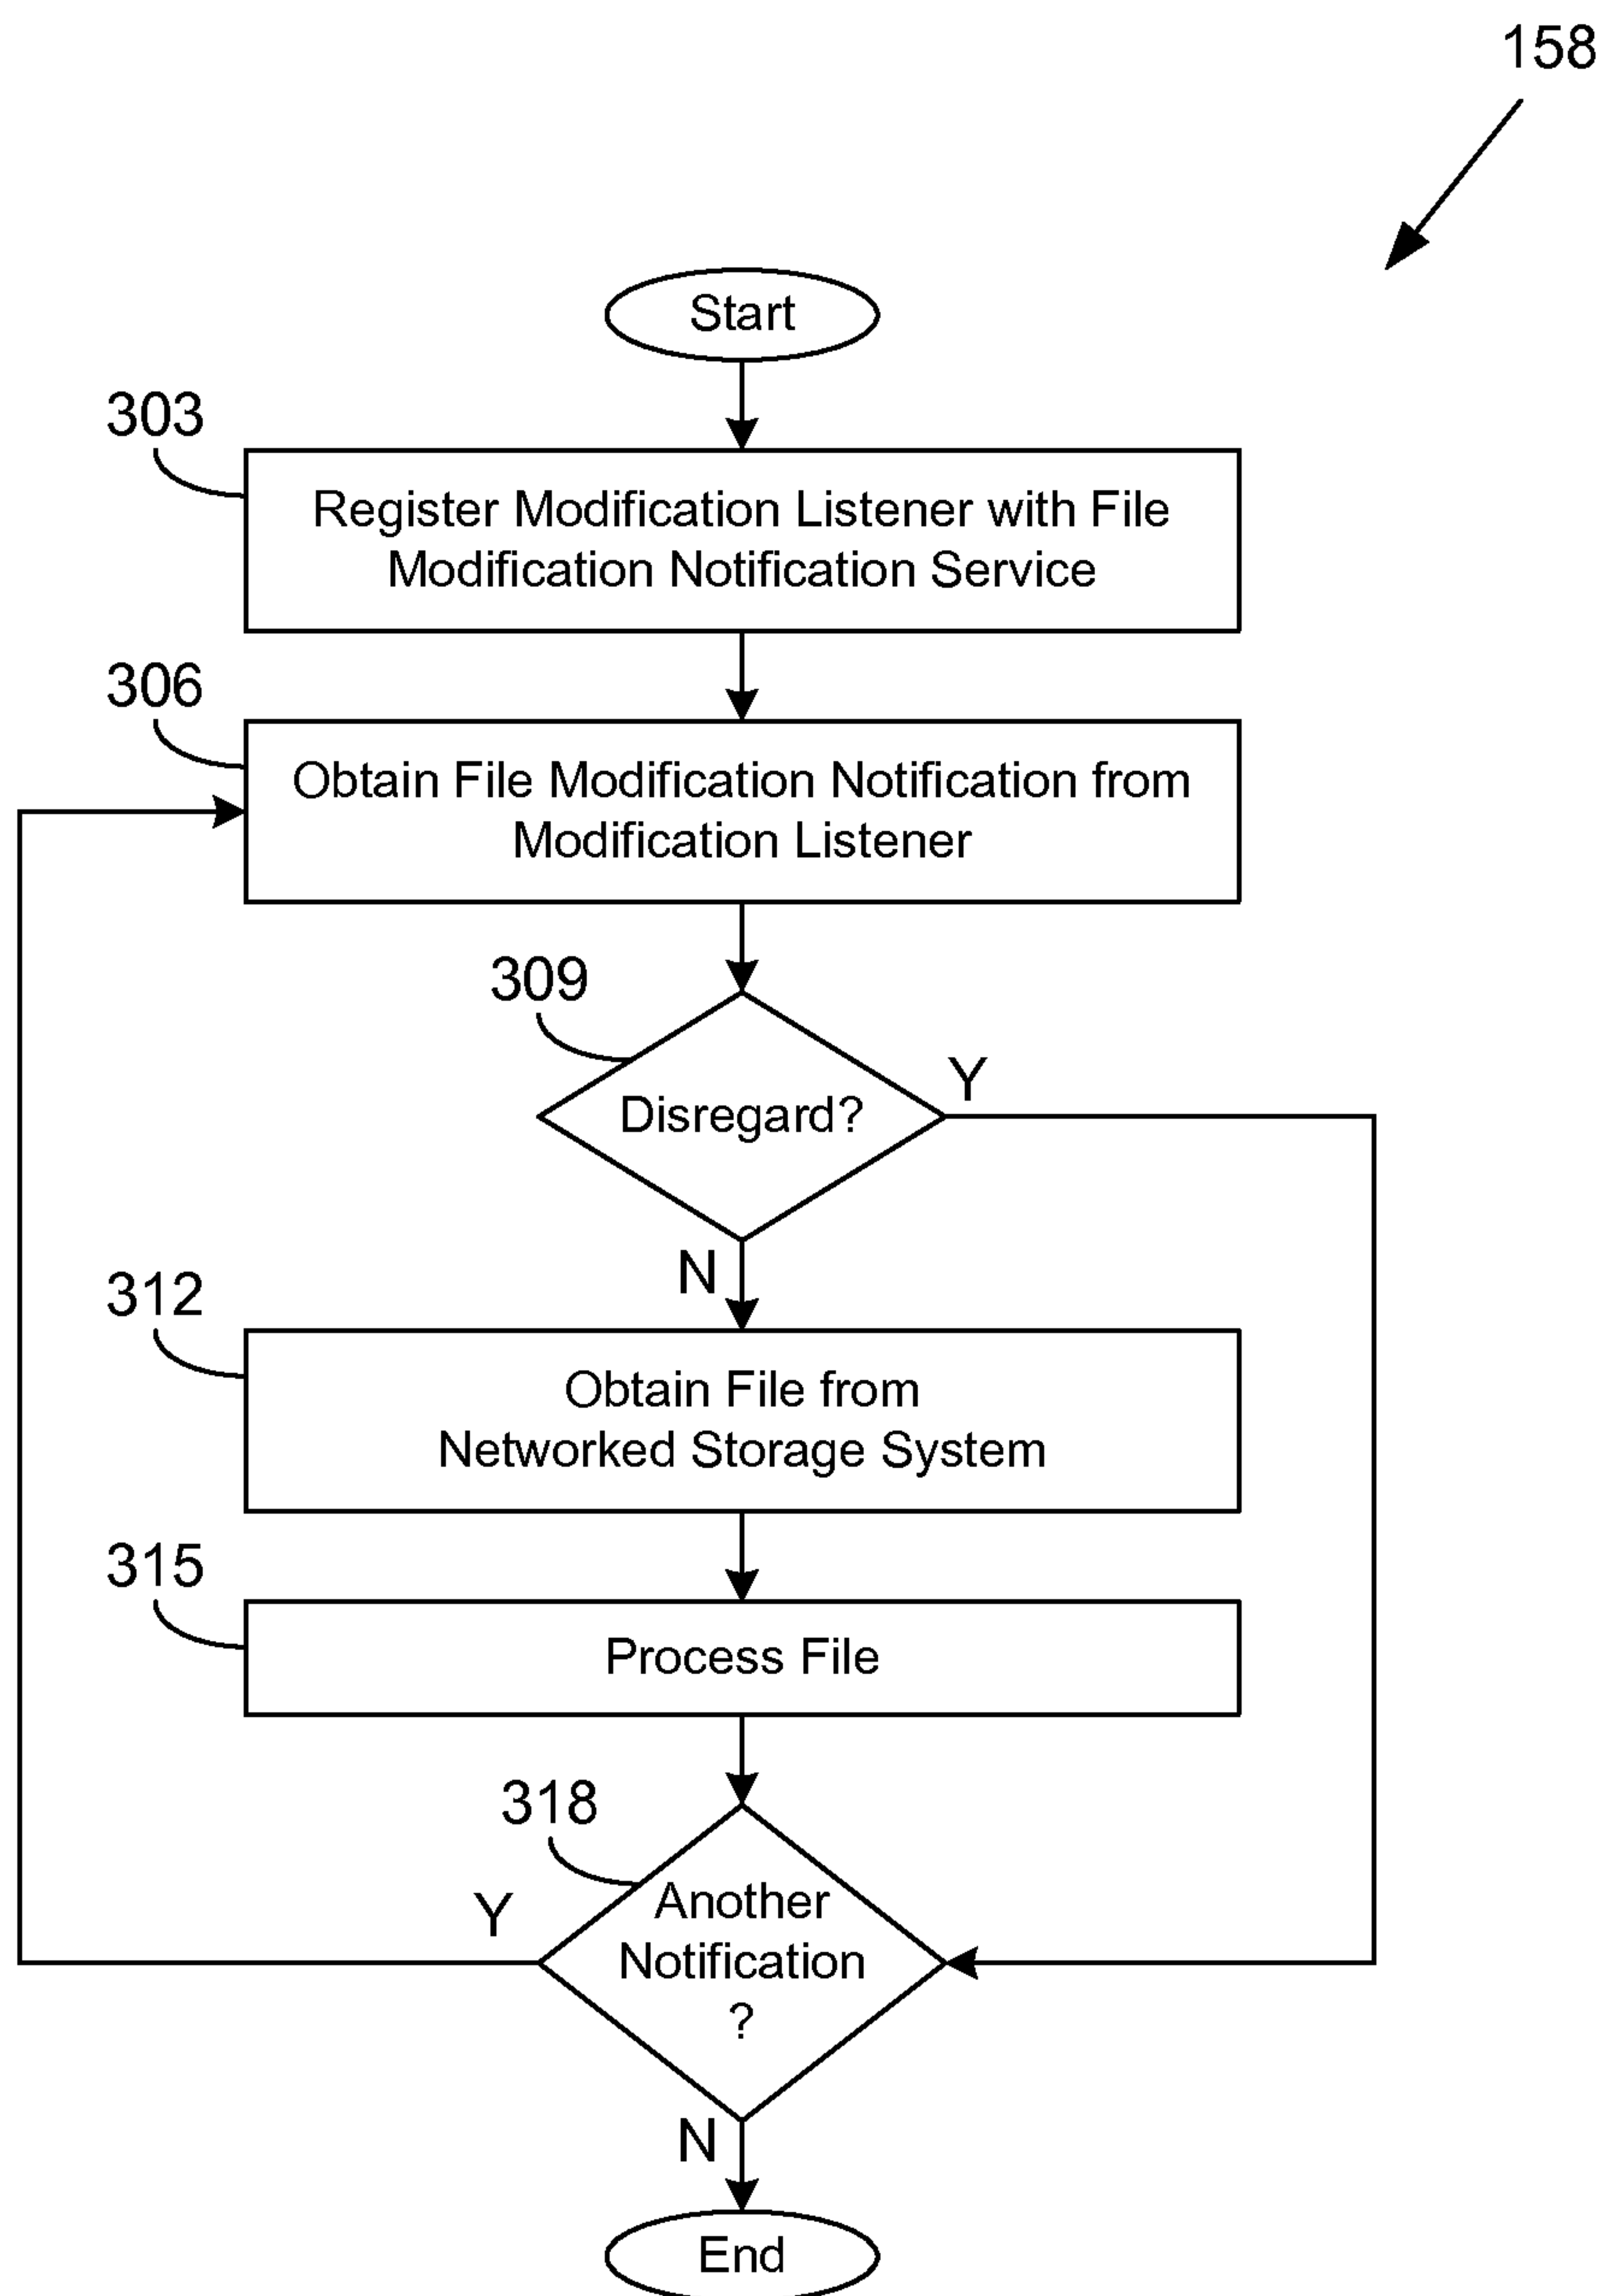 158
Start
303
Register Modification Listener with File
Modification Notification Service
306
Obtain File Modification Notification from
Modification Listener
309
Disregard?
Y
N
312
Obtain File from
Networked Storage System
315
Process File
318
Another
Notification
?
Y
N
End